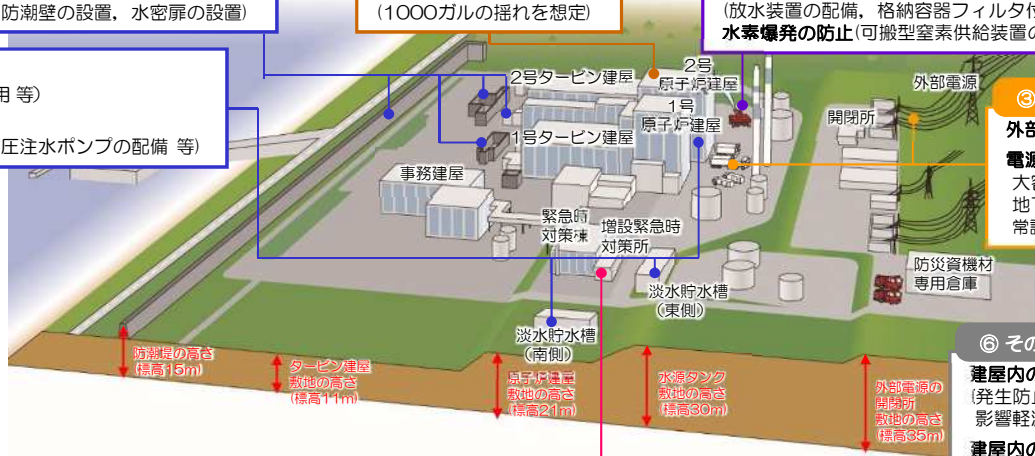 防潮壁の設置，水密扉の設置)
(1000ガルの揺れを想定)
(放水装置の配備，格納容器フィルタ
水素爆発の防止(可搬型窒素供給装置の
用 等)
圧注水ポンプの配備 等)
2号タービン建屋
2号
原子炉建屋
1号
原子炉建屋
1号タービン建屋
事務建屋
緊急時
対策棟
増設緊急時
対策所
淡水貯水槽
(東側)
淡水貯水槽
(南側)
開閉所
外部電源
防災資機材
専用倉庫
③
外部
電源
大容
地下
常設
防潮堤の高さ
(標高15m)
タービン建屋
敷地の高さ
(標高11m)
原子炉建屋
敷地の高さ
(標高21m)
水源タンク
敷地の高さ
(標高30m)
外部電源の
開閉所
敷地の高さ
(標高35m)
⑥ その
建屋内の
(発生防止
影響軽
建屋内の